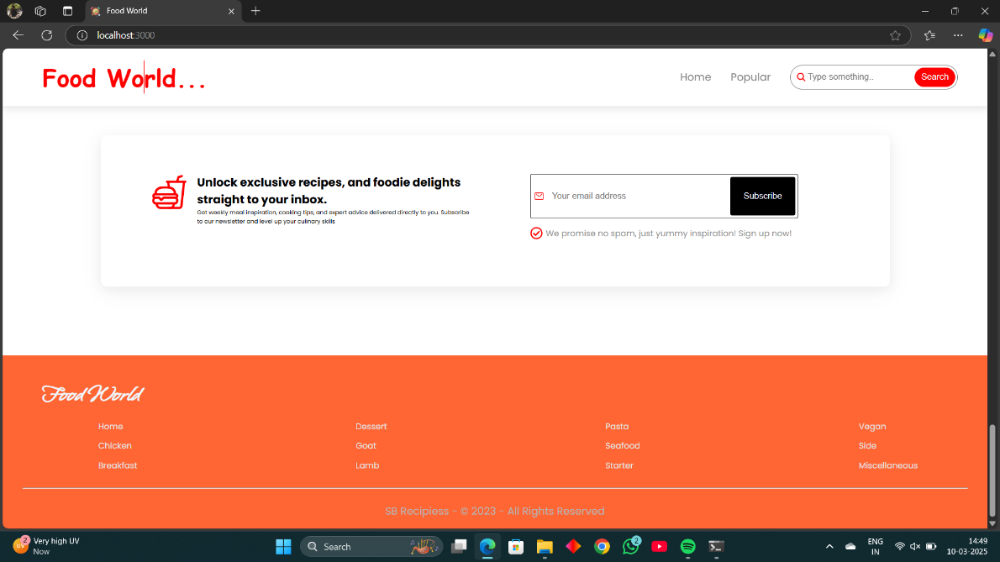 Food World
localhost:3000
Food World...
Home
Popular
Type something..
Search
Unlock exclusive recipes, and foodie delights
straight to your inbox.
Get weekly meal inspiration, cooking tips, and expert advice delivered directly to you. Subscribe
to our newsletter and level up your culinary skills
Your email address
Subscribe
We promise no spam, just yummy inspiration! Sign up now!
Food World
Home
Dessert
Pasta
Vegan
Chicken
Goat
Seafood
Side
Breakfast
Lamb
Starter
Miscellaneous
SB Recipiess - © 2023 - All Rights Reserved
UV
2
Very high UV
Now
Search
2
ENG
IN
14:49
10-03-2025